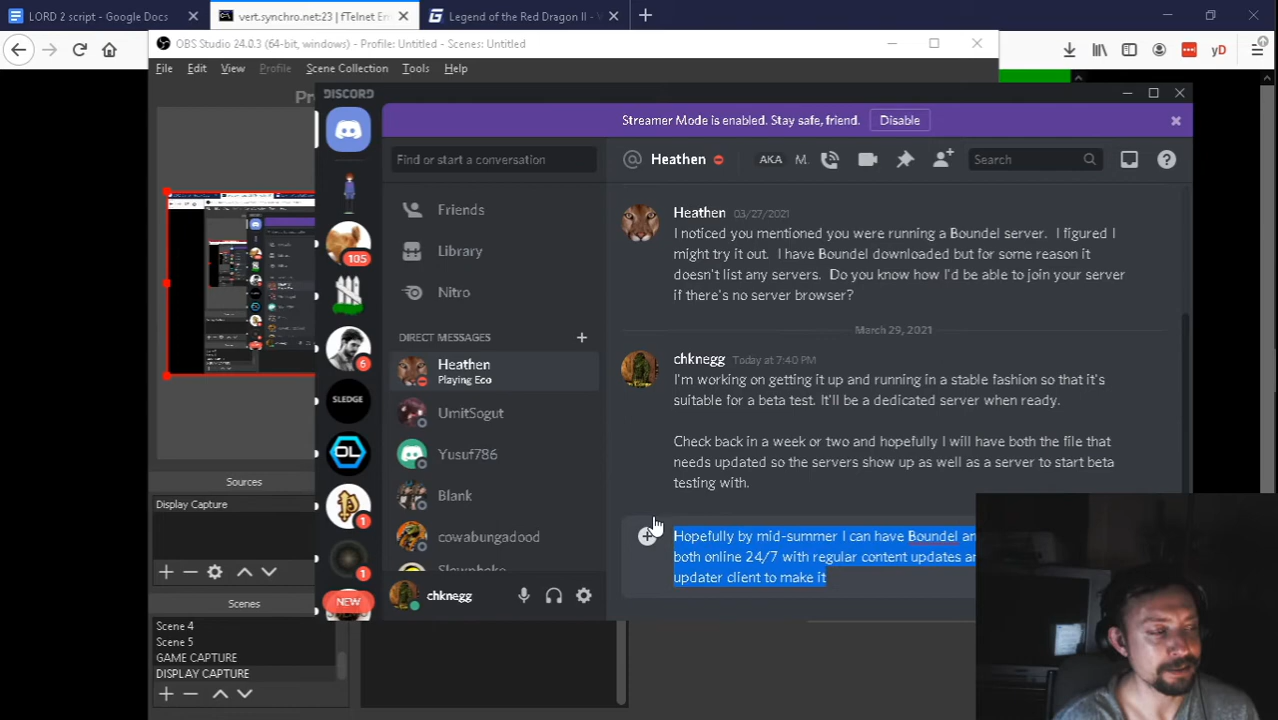 LORD 2 script - Google Docs
vert.synchro.net:23 | fTelnet En
Legend of the Red Dragon II - Y
OBS Studio 24.0.3 (64-bit, windows) - Profile: Untitled - Scenes: Untitled
File Edit View Profile Scene Collection Tools Help
yD
DISCORD
Streamer Mode is enabled. Stay safe, friend. Disable
Find or start a conversation
Heathen
AKA M.
Search
Friends
Library
Nitro
DIRECT MESSAGES
Heathen
Playing Eco
UmitSogut
Yusuf786
Blank
cowabungadood
chknegg
105
6
SLEDGE
OL
1
1
NEW
Heathen 03/27/2021
I noticed you mentioned you were running a Boundel server. I figured I
might try it out. I have Boundel downloaded but for some reason it
doesn't list any servers. Do you know how I'd be able to join your server
if there's no server browser?
March 29, 2021
chknegg Today at 7:40 PM
I'm working on getting it up and running in a stable fashion so that it's
suitable for a beta test. It'll be a dedicated server when ready.
Check back in a week or two and hopefully I will have both the file that
needs updated so the servers show up as well as a server to start beta
testing with.
Hopefully by mid-summer I can have Boundel an
both online 24/7 with regular content updates an
updater client to make it
Sources
Display Capture
Scenes
Scene 4
Scene 5
GAME CAPTURE
DISPLAY CAPTURE